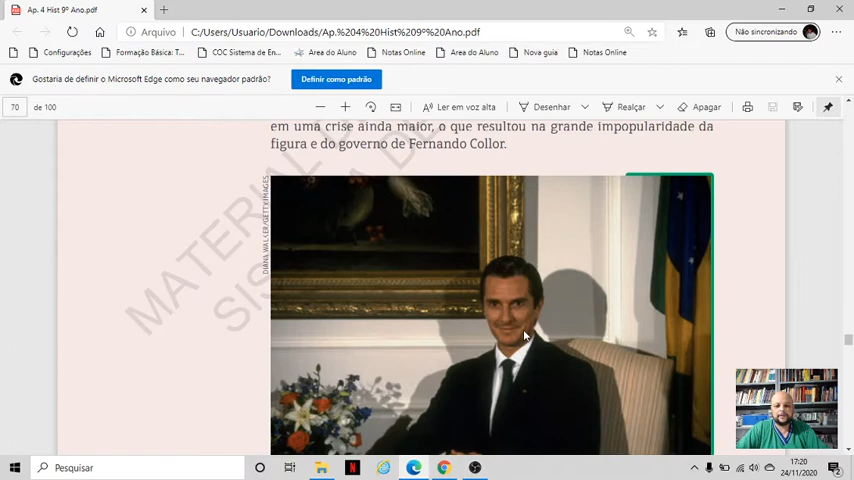 Ap. 4 Hist 9º Ano.pdf
Arquivo
C:/Users/Usuario/Downloads/Ap.%204%20Hist%209º%20Ano.pdf
Não sincronizando
Configurações
Formação Básica: T...
COC Sistema de En...
Area do Aluno
Notas Online
Area do Aluno
Nova guia
Notas Online
Gostaria de definir o Microsoft Edge como seu navegador padrão?
Definir como padrão
70
de 100
Ler em voz alta
Desenhar
Realçar
Apagar
em uma crise ainda maior, o que resultou na grande impopularidade da
figura e do governo de Fernando Collor.
DIANA WALKER/GETTY IMAGES
MATERIAL
SISTEMA DE
Pesquisar
17:20
24/11/2020
2